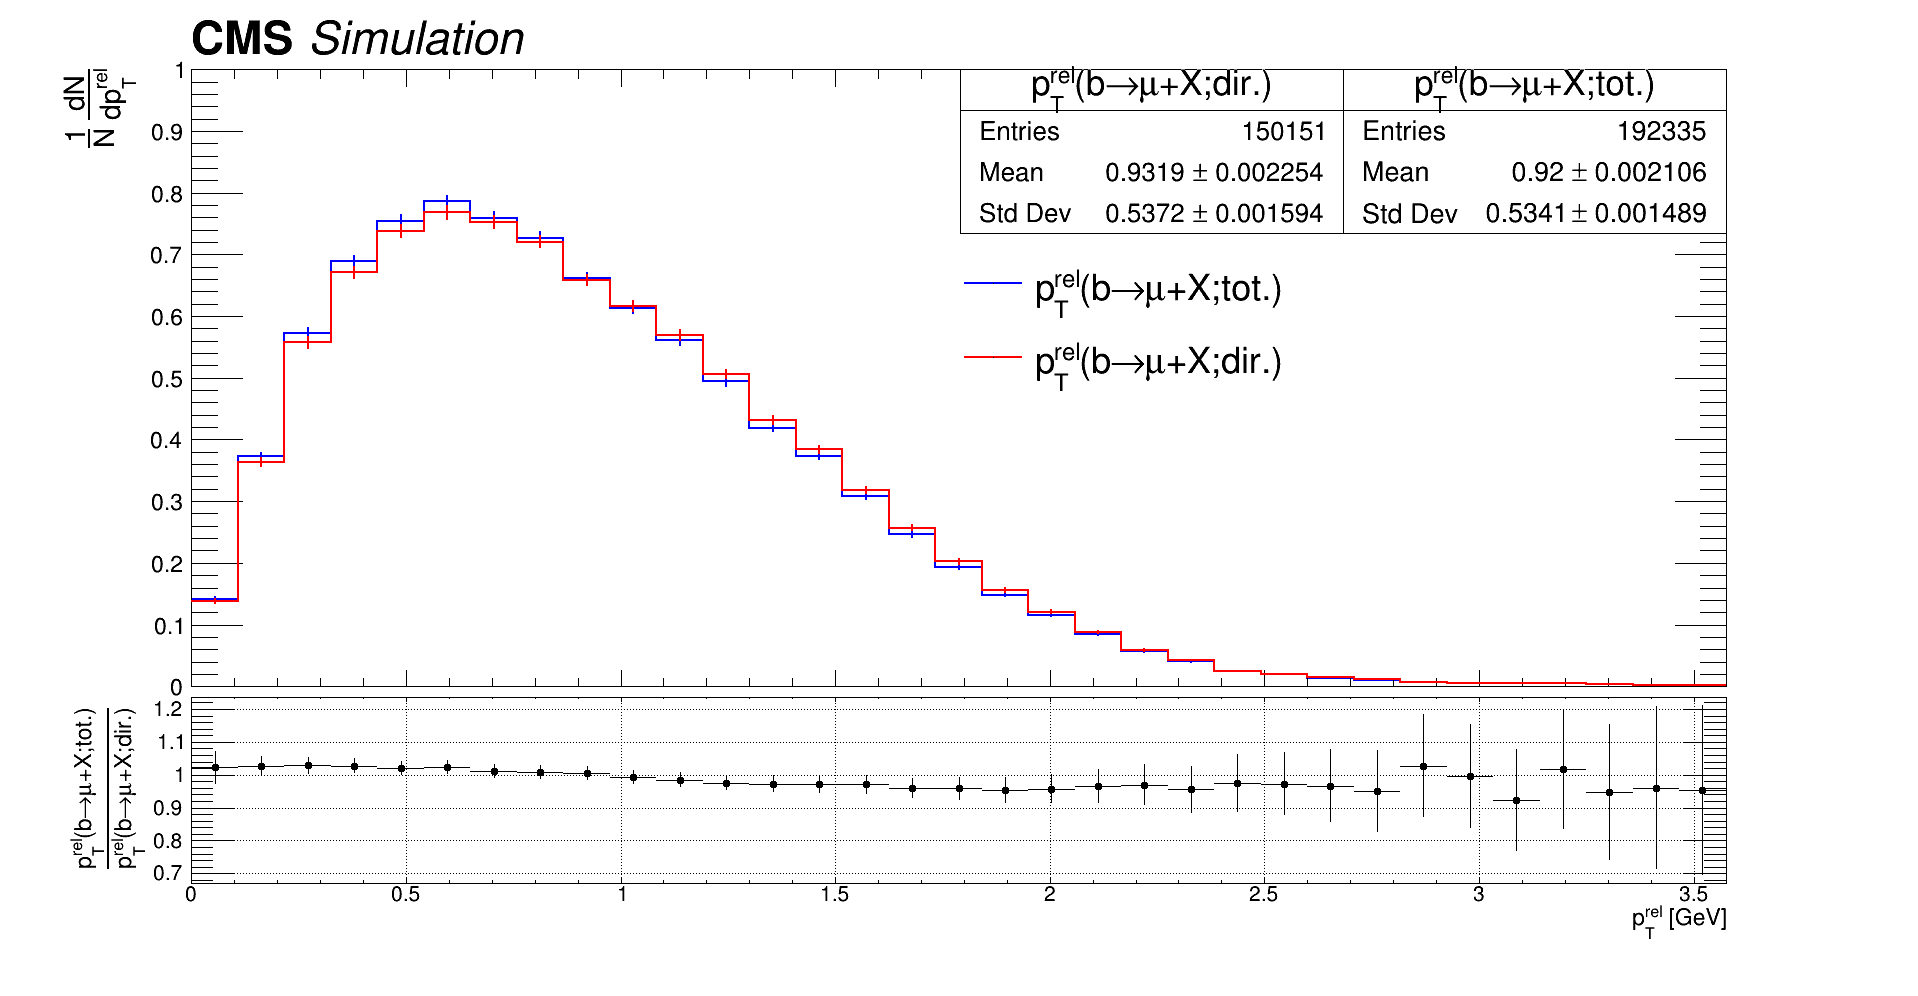 CMS Simulation
1/N dN/dp_T^rel
1
0.9
0.8
0.7
0.6
0.5
0.4
0.3
0.2
0.1
0
p_T^rel(b→μ+X;dir.)
Entries 150151
Mean 0.9319 ± 0.002254
Std Dev 0.5372 ± 0.001594
p_T^rel(b→μ+X;tot.)
Entries 192335
Mean 0.92 ± 0.002106
Std Dev 0.5341 ± 0.001489
p_T^rel(b→μ+X;tot.)
p_T^rel(b→μ+X;dir.)
p_T^rel(b→μ+X;tot.)
p_T^rel(b→μ+X;dir.)
1.2
1.1
1
0.9
0.8
0.7
0 0.5 1 1.5 2 2.5 3 3.5
p_T^rel [GeV]